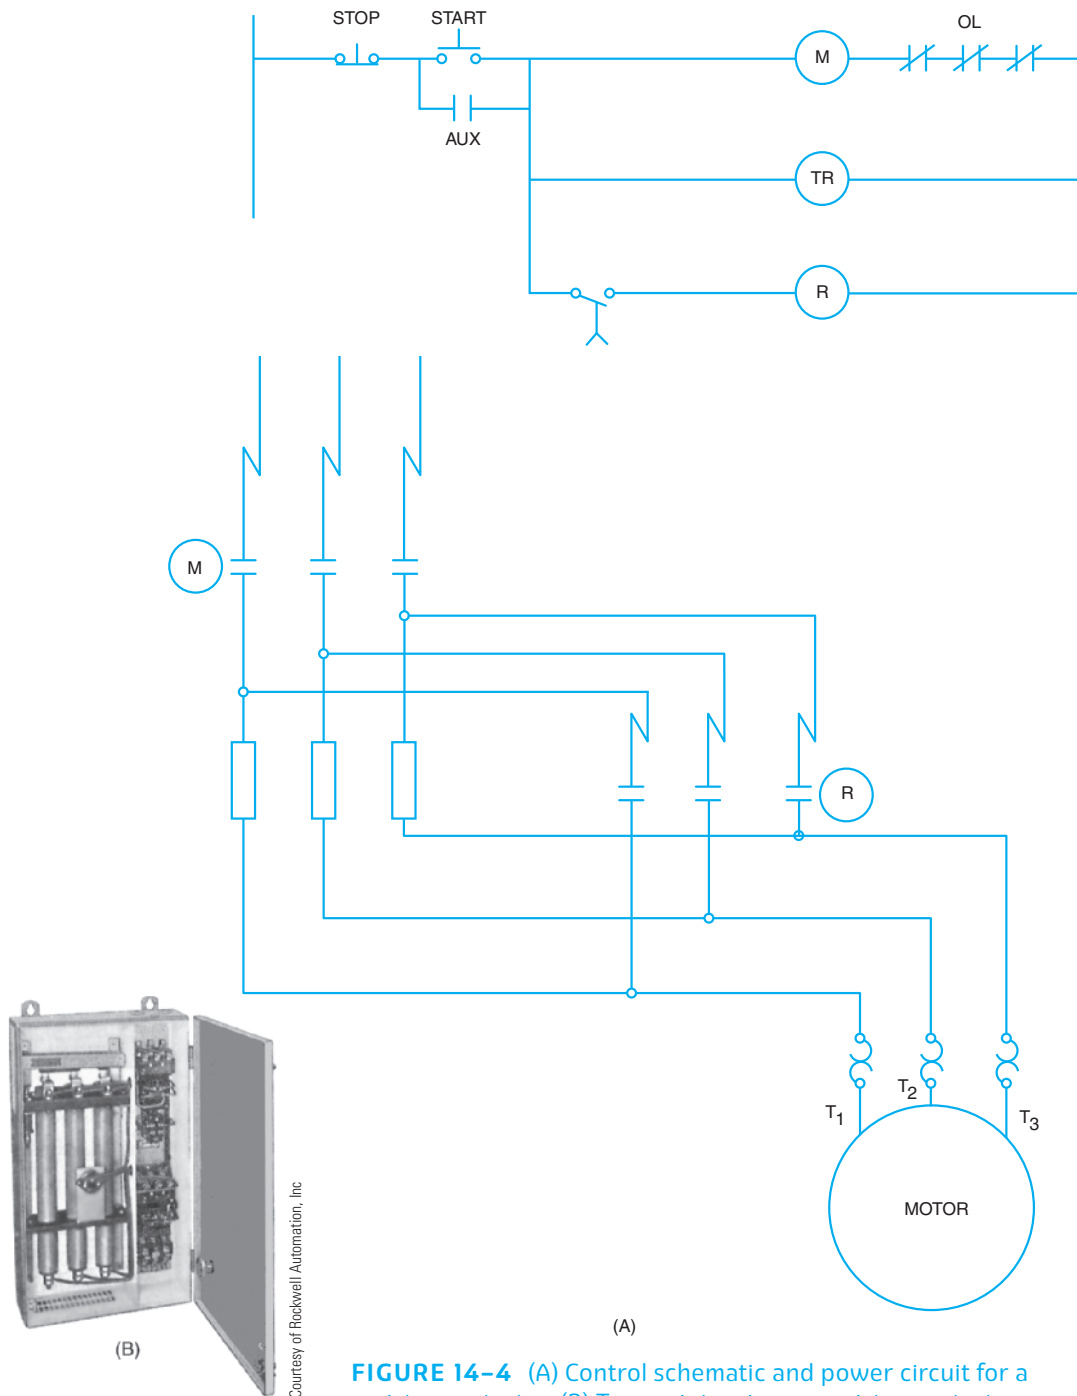 STOP
START
OL
M
AUX
TR
R
M
R
T1
T2
T3
MOTOR
Courtesy of Rockwell Automation, Inc
(B)
(A)
FIGURE 14–4 (A) Control schematic and power circuit for a